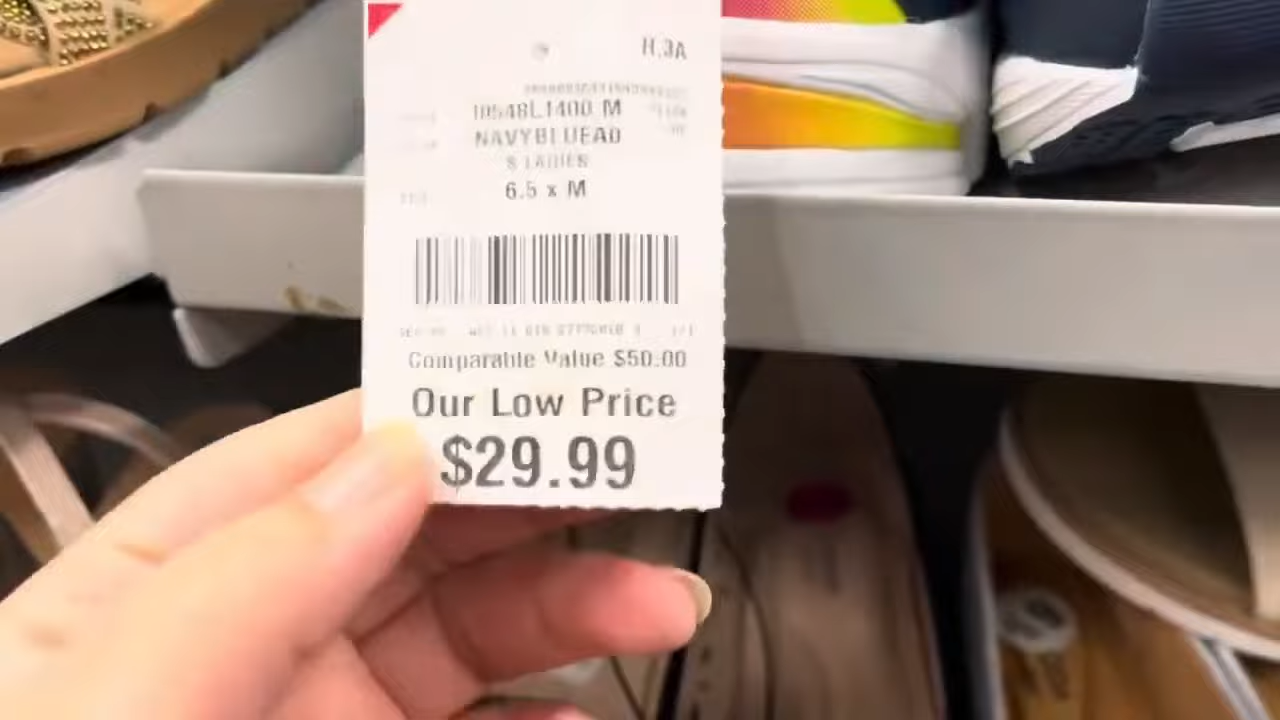 H.3A
10548L1400 M
NAVYBLUEAO
S LADIES
6.5 x M
Comparable Value $50.00
Our Low Price
$29.99